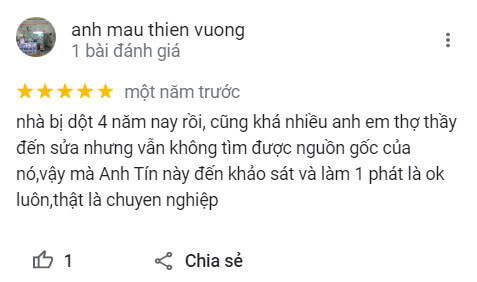 anh mau thien vuong
1 bài đánh giá
một năm trước
nhà bị dột 4 năm nay rồi, cũng khá nhiều anh em thợ thầy
đến sửa nhưng vẫn không tìm được nguồn gốc của
nó,vậy mà Anh Tín này đến khảo sát và làm 1 phát là ok
luôn,thật là chuyen nghiệp
1
Chia sẻ